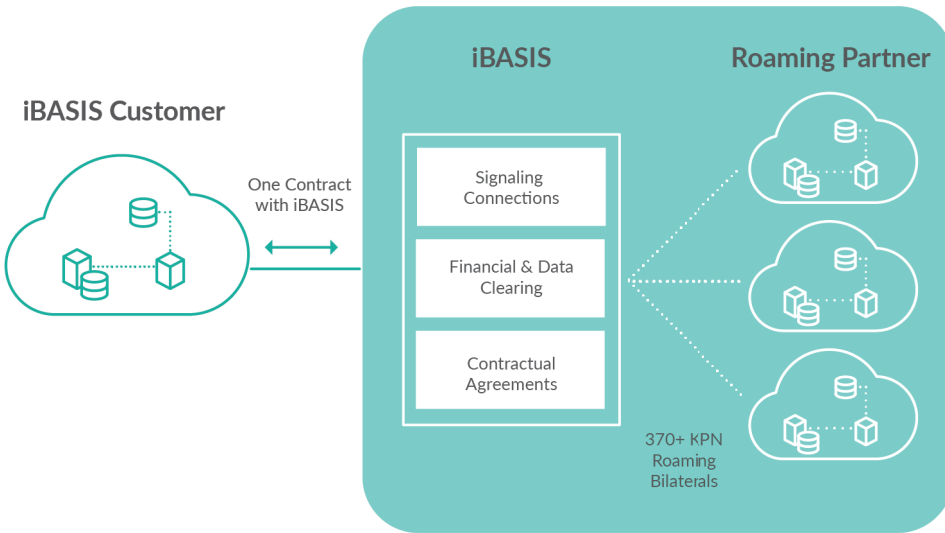 iBASIS Customer
One Contract
with iBASIS
iBASIS
Signaling
Connections
Financial & Data
Clearing
Contractual
Agreements
Roaming Partner
370+ KPN
Roaming
Bilaterals